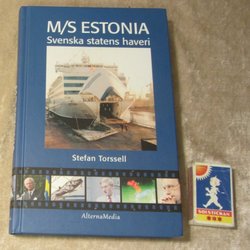 M/S ESTONIA
Svenska statens haveri
Stefan Torssell
AlternaMedia
SOLSTICKAN